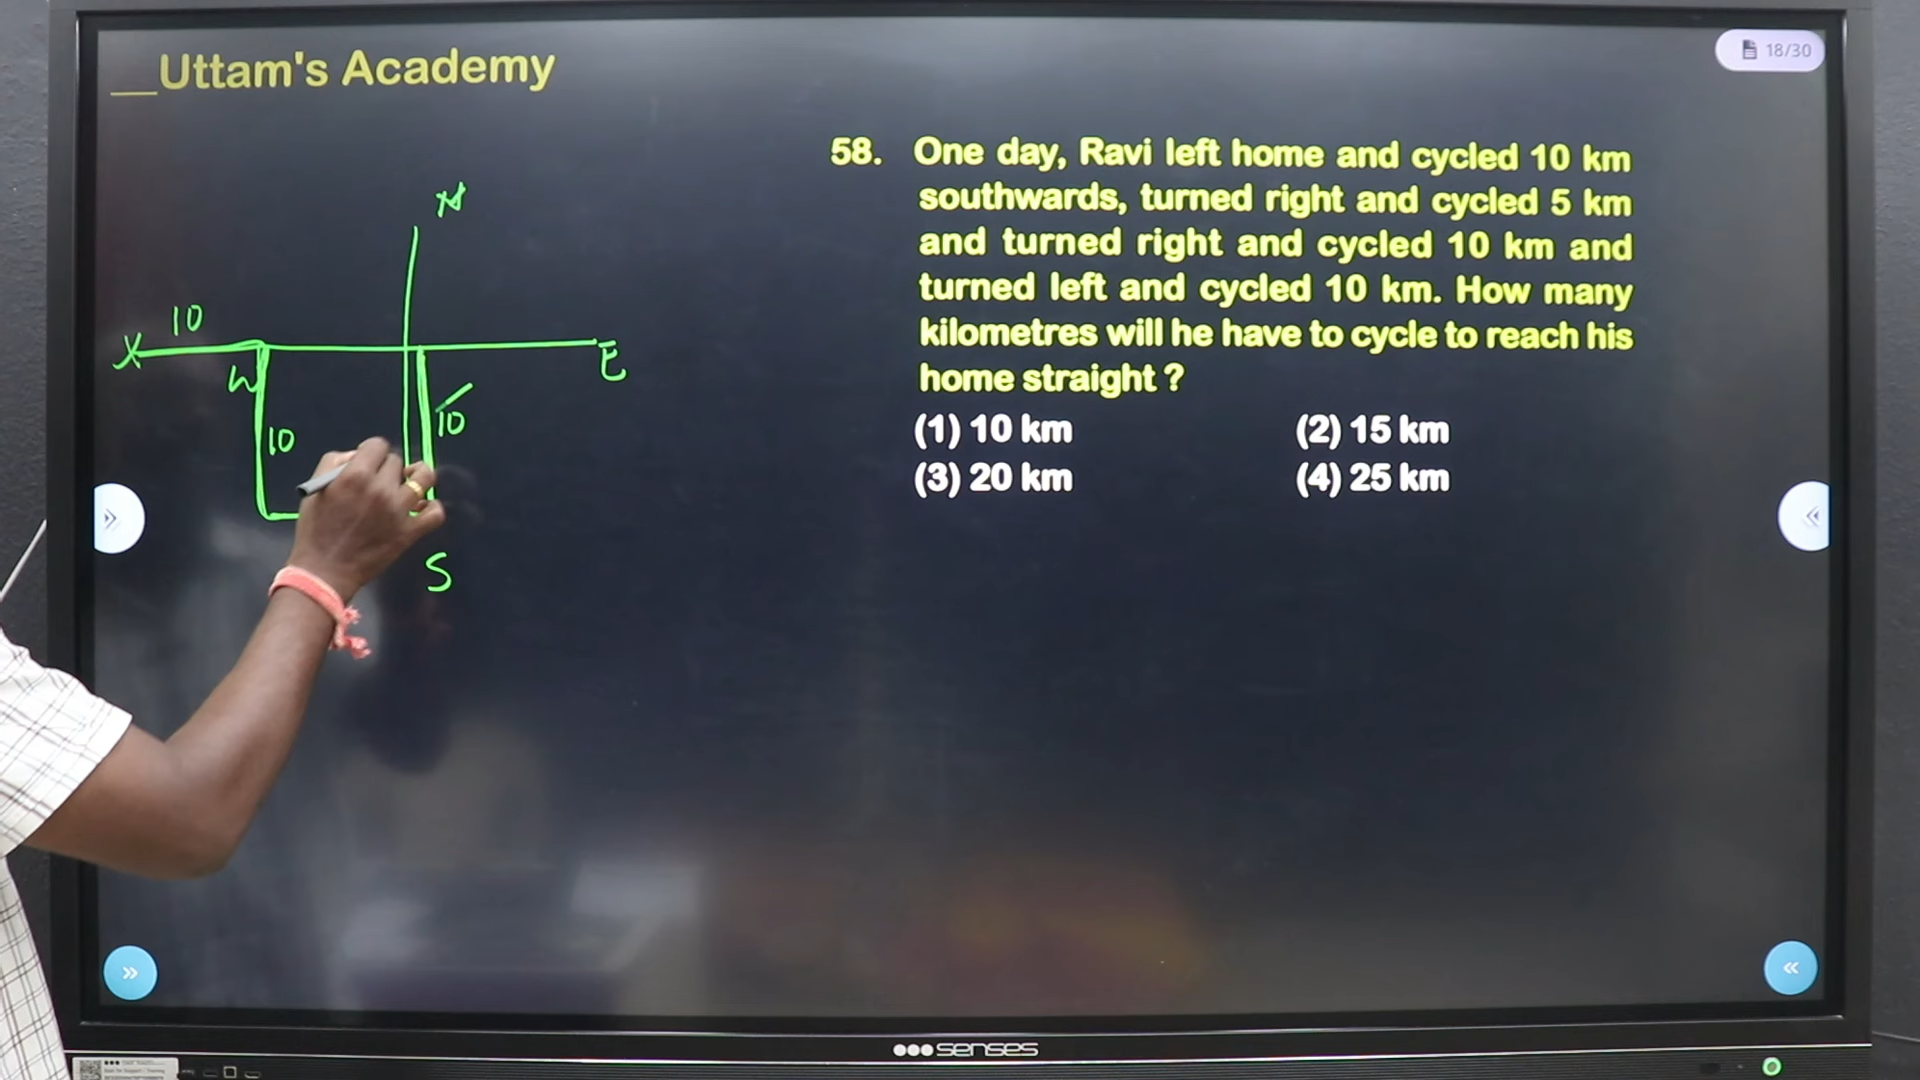 __Uttam's Academy
18/30
58. One day, Ravi left home and cycled 10 km
southwards, turned right and cycled 5 km
and turned right and cycled 10 km and
turned left and cycled 10 km. How many
kilometres will he have to cycle to reach his
home straight ?
(1) 10 km (2) 15 km
(3) 20 km (4) 25 km
N
10
X
W
E
10
10
S
senses